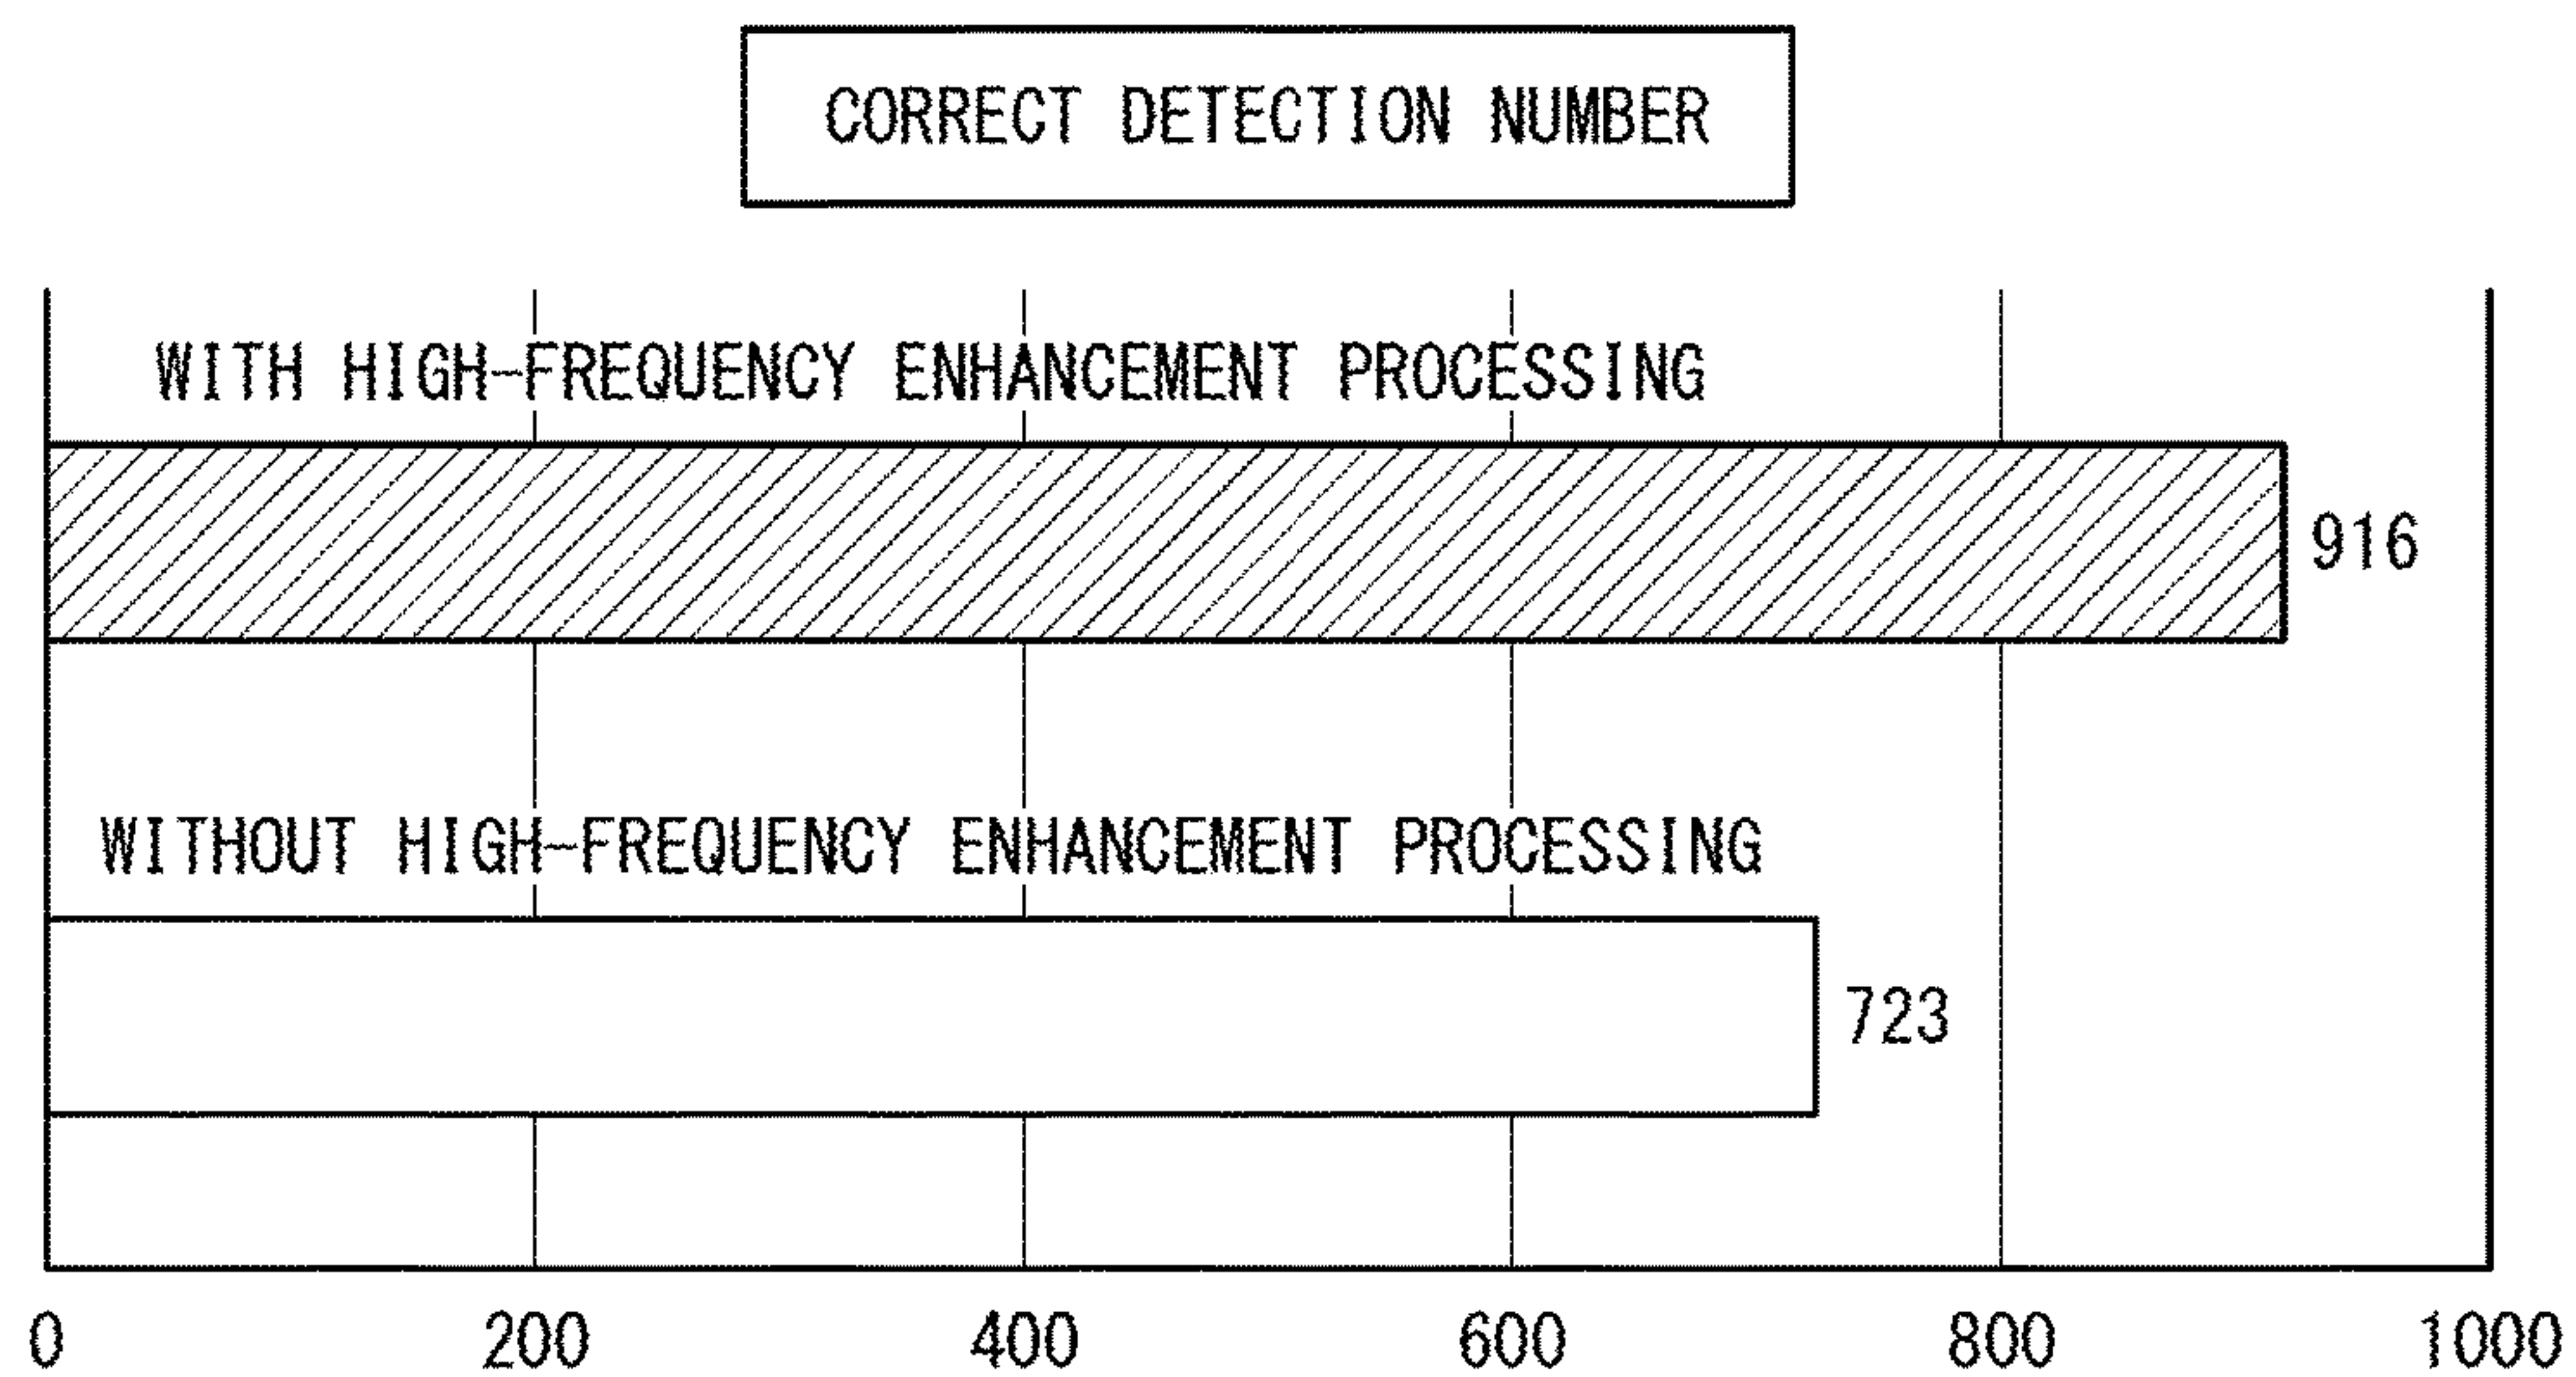 CORRECT DETECTION NUMBER
WITH HIGH-FREQUENCY ENHANCEMENT PROCESSING
916
WITHOUT HIGH-FREQUENCY ENHANCEMENT PROCESSING
723
0 200 400 600 800 1000